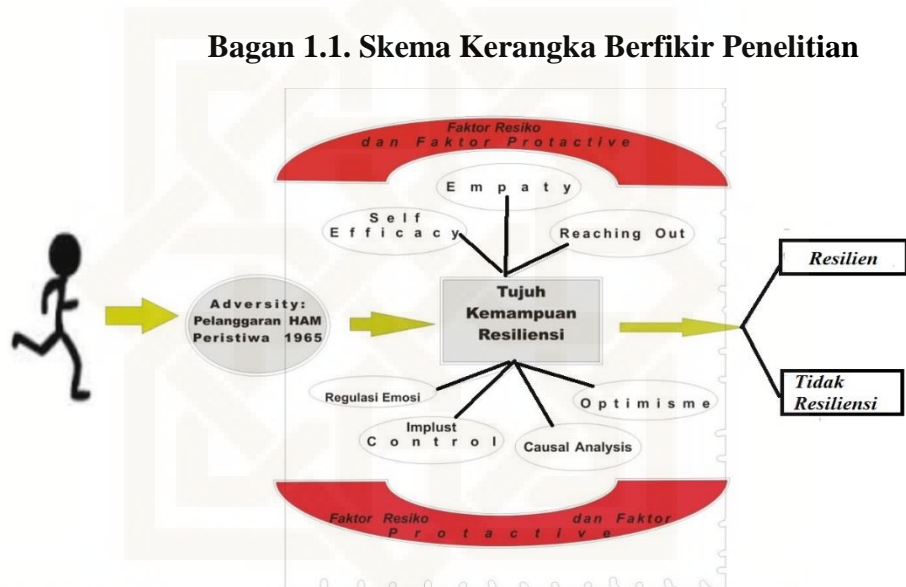 Bagan 1.1. Skema Kerangka Berfikir Penelitian
Faktor Resiko
dan Faktor Protactive
Empaty
Self
Efficacy
Reaching Out
Adversity:
Pelanggaran HAM
Peristiwa 1965
Tujuh
Kemampuan
Resiliensi
Resilien
Tidak
Resiliensi
Regulasi Emosi
Implust
Control
Causal Analysis
Optimisme
Faktor Resiko dan Faktor
Protactive